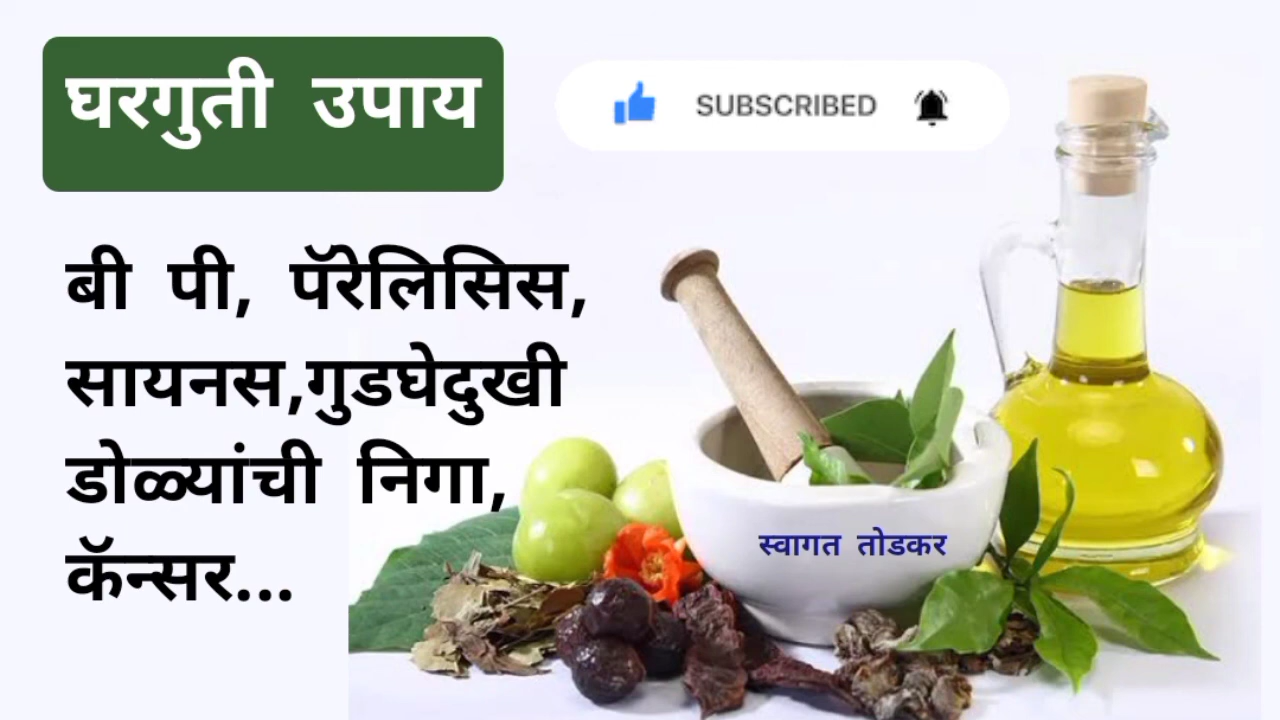 घरगुती उपाय
SUBSCRIBED
बी पी, पॅरेलिसिस,
सायनस,गुडघेदुखी
डोळ्यांची निगा,
कॅन्सर...
स्वागत तोडकर